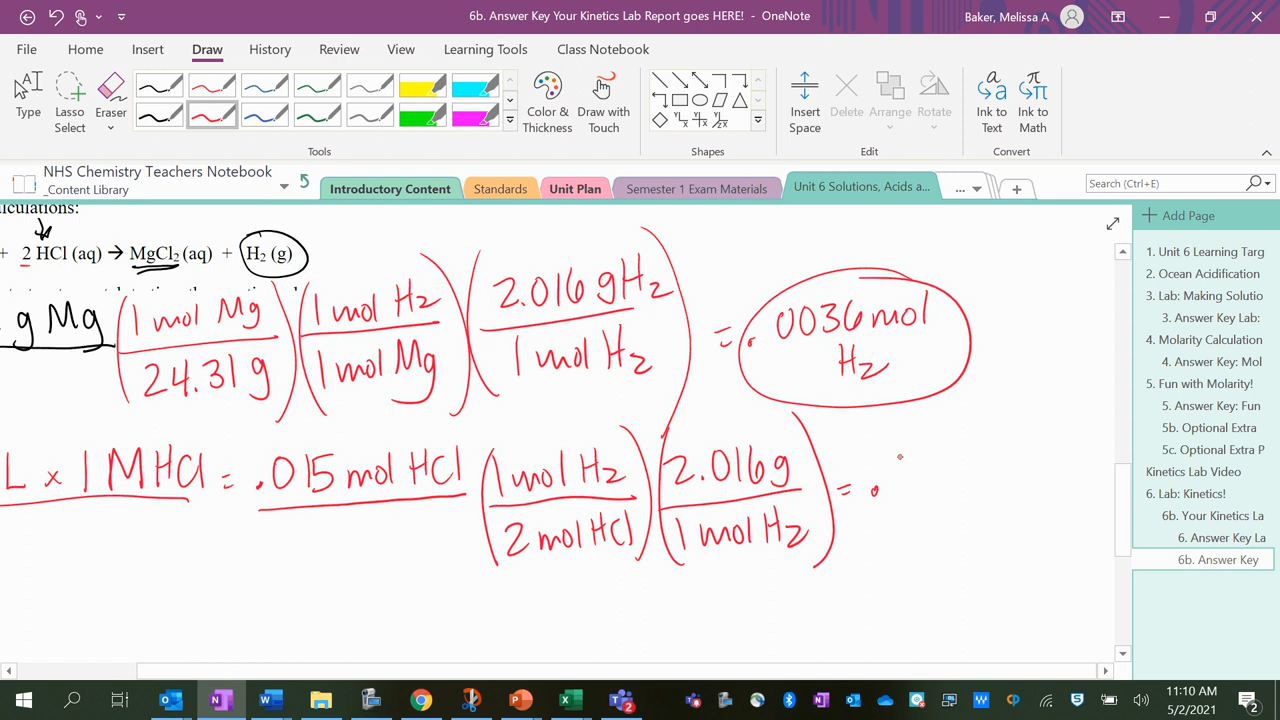 6b. Answer Key Your Kinetics Lab Report goes HERE! - OneNote
Baker, Melissa A
File Home Insert Draw History Review View Learning Tools Class Notebook
Type
Lasso Select
Eraser
Color & Thickness
Draw with Touch
Insert Space
Delete
Arrange
Rotate
Ink to Text
Ink to Math
Tools
Shapes
Edit
Convert
NHS Chemistry Teachers Notebook
_Content Library
Introductory Content
Standards
Unit Plan
Semester 1 Exam Materials
Unit 6 Solutions, Acids a...
...
Search (Ctrl+E)
Add Page
1. Unit 6 Learning Targ
2. Ocean Acidification
3. Lab: Making Solutio
3. Answer Key Lab:
4. Molarity Calculation
4. Answer Key: Mol
5. Fun with Molarity!
5. Answer Key: Fun
5b. Optional Extra
5c. Optional Extra P
Kinetics Lab Video
6. Lab: Kinetics!
6b. Your Kinetics La
6. Answer Key La
6b. Answer Key
alculations:
+ 2 HCl (aq) → MgCl₂ (aq) + H₂ (g)
g Mg (1 mol Mg / 24.31 g) (1 mol H₂ / 1 mol Mg) (2.016 g H₂ / 1 mol H₂) = .0036 mol H₂
L x 1 M HCl = .015 mol HCl (1 mol H₂ / 2 mol HCl) (2.016 g / 1 mol H₂) = .
11:10 AM
5/2/2021
2